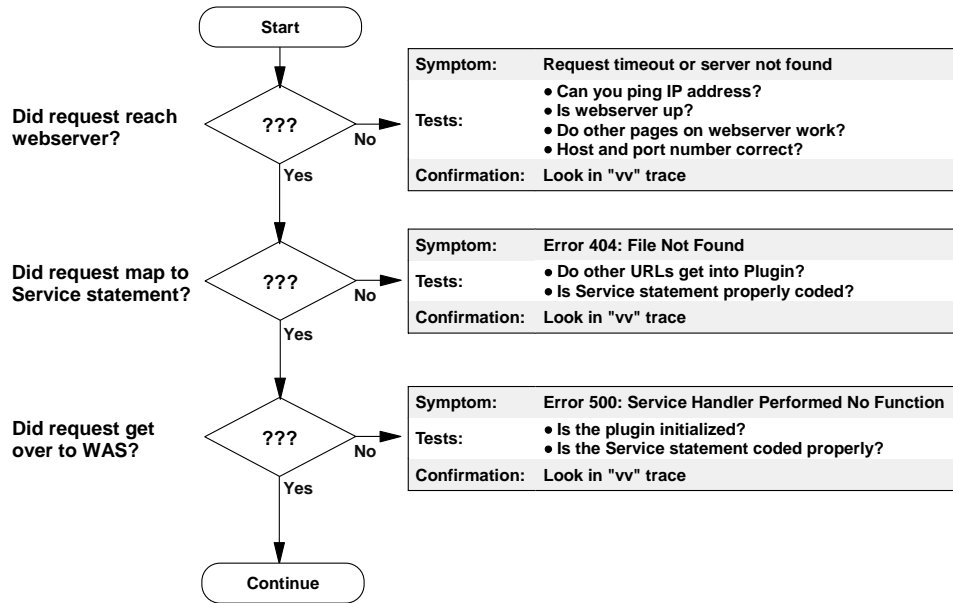 Start
Did request reach
webserver?
???
No
Yes
Symptom: Request timeout or server not found
Tests:
● Can you ping IP address?
● Is webserver up?
● Do other pages on webserver work?
● Host and port number correct?
Confirmation: Look in "vv" trace
Did request map to
Service statement?
???
No
Yes
Symptom: Error 404: File Not Found
Tests:
● Do other URLs get into Plugin?
● Is Service statement properly coded?
Confirmation: Look in "vv" trace
Did request get
over to WAS?
???
No
Yes
Symptom: Error 500: Service Handler Performed No Function
Tests:
● Is the plugin initialized?
● Is the Service statement coded properly?
Confirmation: Look in "vv" trace
Continue